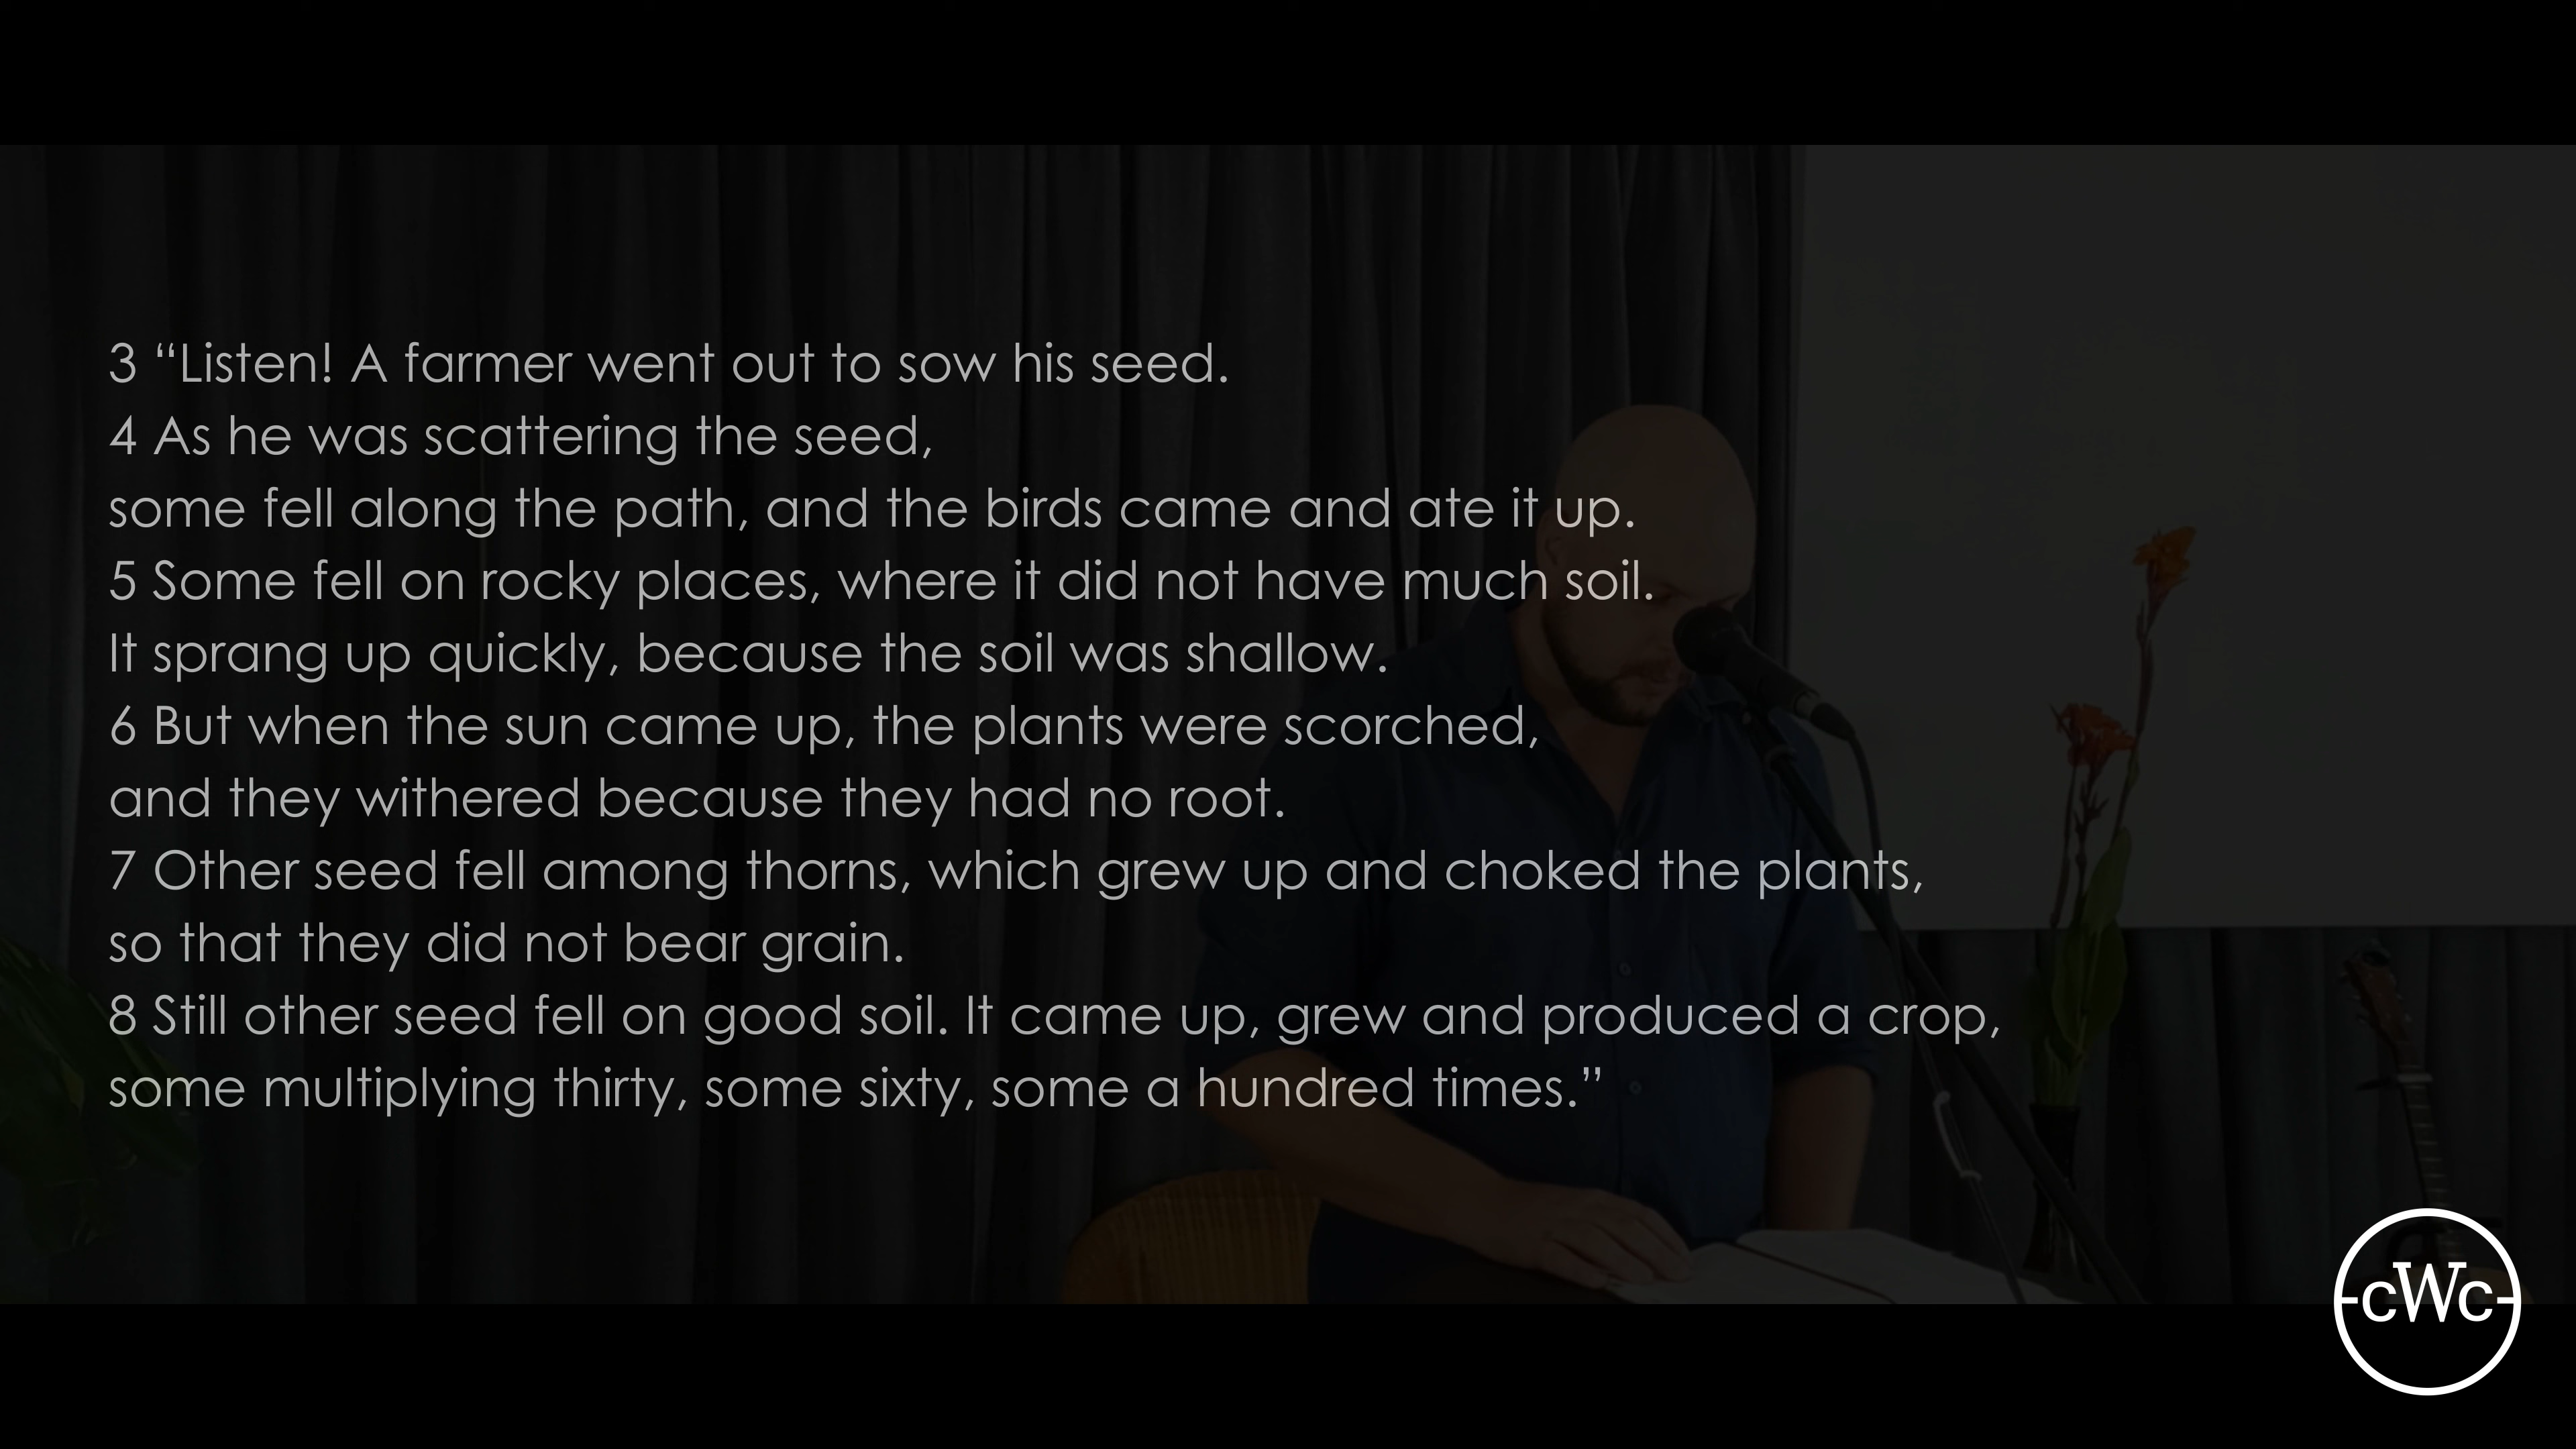 3 “Listen! A farmer went out to sow his seed.
4 As he was scattering the seed,
some fell along the path, and the birds came and ate it up.
5 Some fell on rocky places, where it did not have much soil.
It sprang up quickly, because the soil was shallow.
6 But when the sun came up, the plants were scorched,
and they withered because they had no root.
7 Other seed fell among thorns, which grew up and choked the plants,
so that they did not bear grain.
8 Still other seed fell on good soil. It came up, grew and produced a crop,
some multiplying thirty, some sixty, some a hundred times.”
cWc